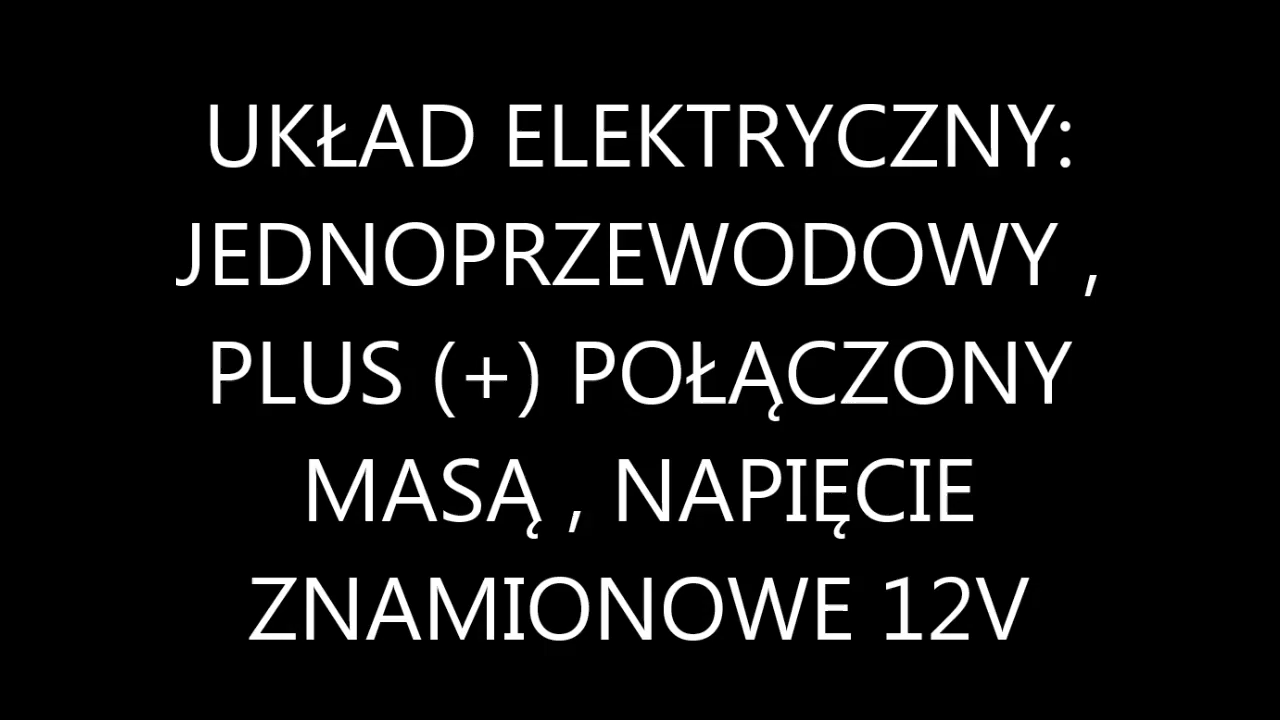 UKŁAD ELEKTRYCZNY:
JEDNOPRZEWODOWY ,
PLUS (+) POŁĄCZONY
MASĄ , NAPIĘCIE
ZNAMIONOWE 12V